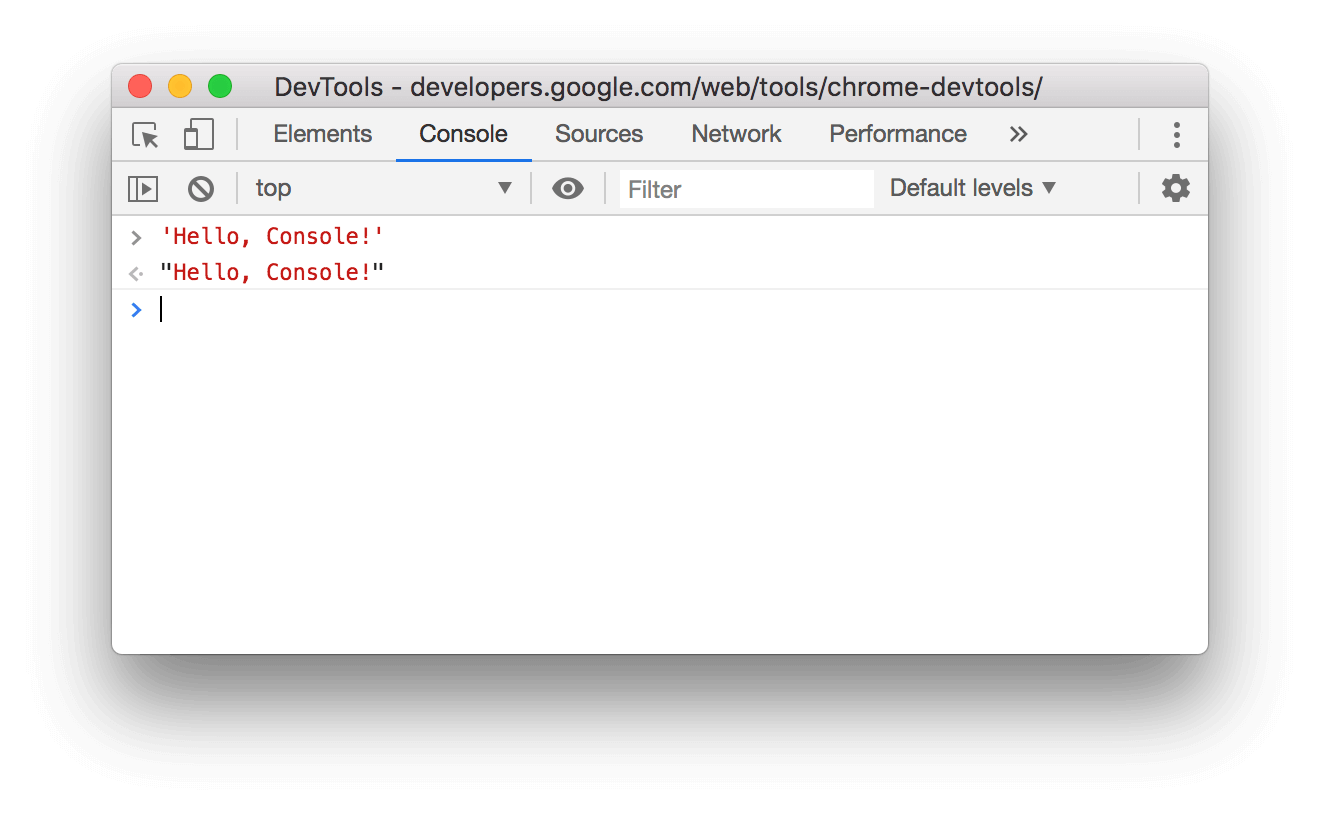 DevTools - developers.google.com/web/tools/chrome-devtools/
Elements Console Sources Network Performance »
top Filter Default levels
> 'Hello, Console!'
"Hello, Console!"
>